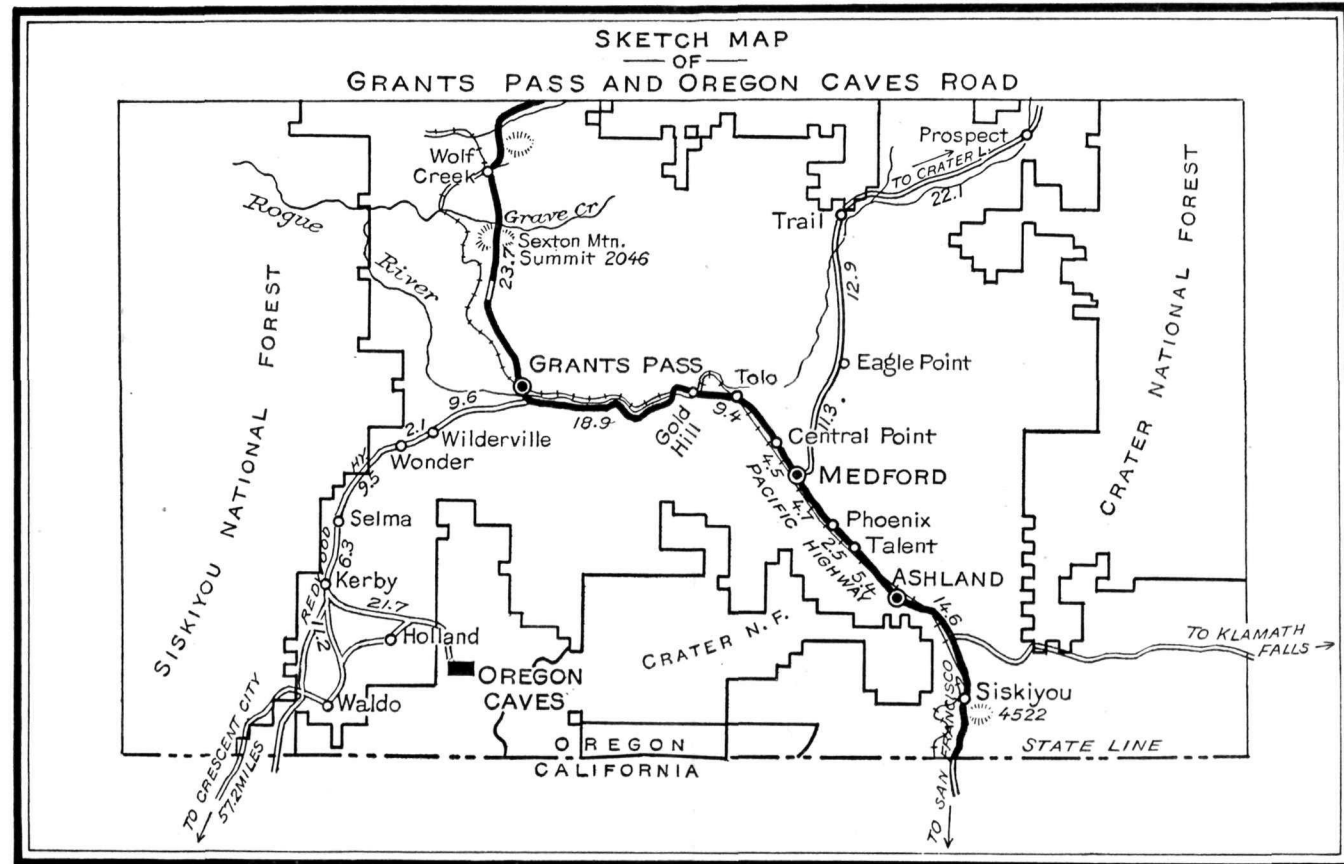 SKETCH MAP
OF
GRANTS PASS AND OREGON CAVES ROAD
Prospect
Wolf
Creek
TO CRATER L.
22.1
Rogue
River
Grave Cr
Trail
Sexton Mtn.
Summit 2046
23.7
12.9
SISKIYOU NATIONAL FOREST
CRATER NATIONAL FOREST
GRANTS PASS
Eagle Point
Tolo
9.6
18.9
Gold
Hill
9.4
11.3
2.1
Wilderville
Wonder
Central Point
4.5
MEDFORD
PACIFIC HIGHWAY
4.7
9.5
REDWOOD HY.
Selma
Phoenix
2.5
Talent
6.3
5.4
Kerby
ASHLAND
21.7
14.6
12.1
Holland
CRATER N.F.
TO KLAMATH
FALLS
OREGON
CAVES
Waldo
Siskiyou
4522
OREGON
STATE LINE
CALIFORNIA
TO CRESCENT CITY
57.2 MILES
TO SAN FRANCISCO